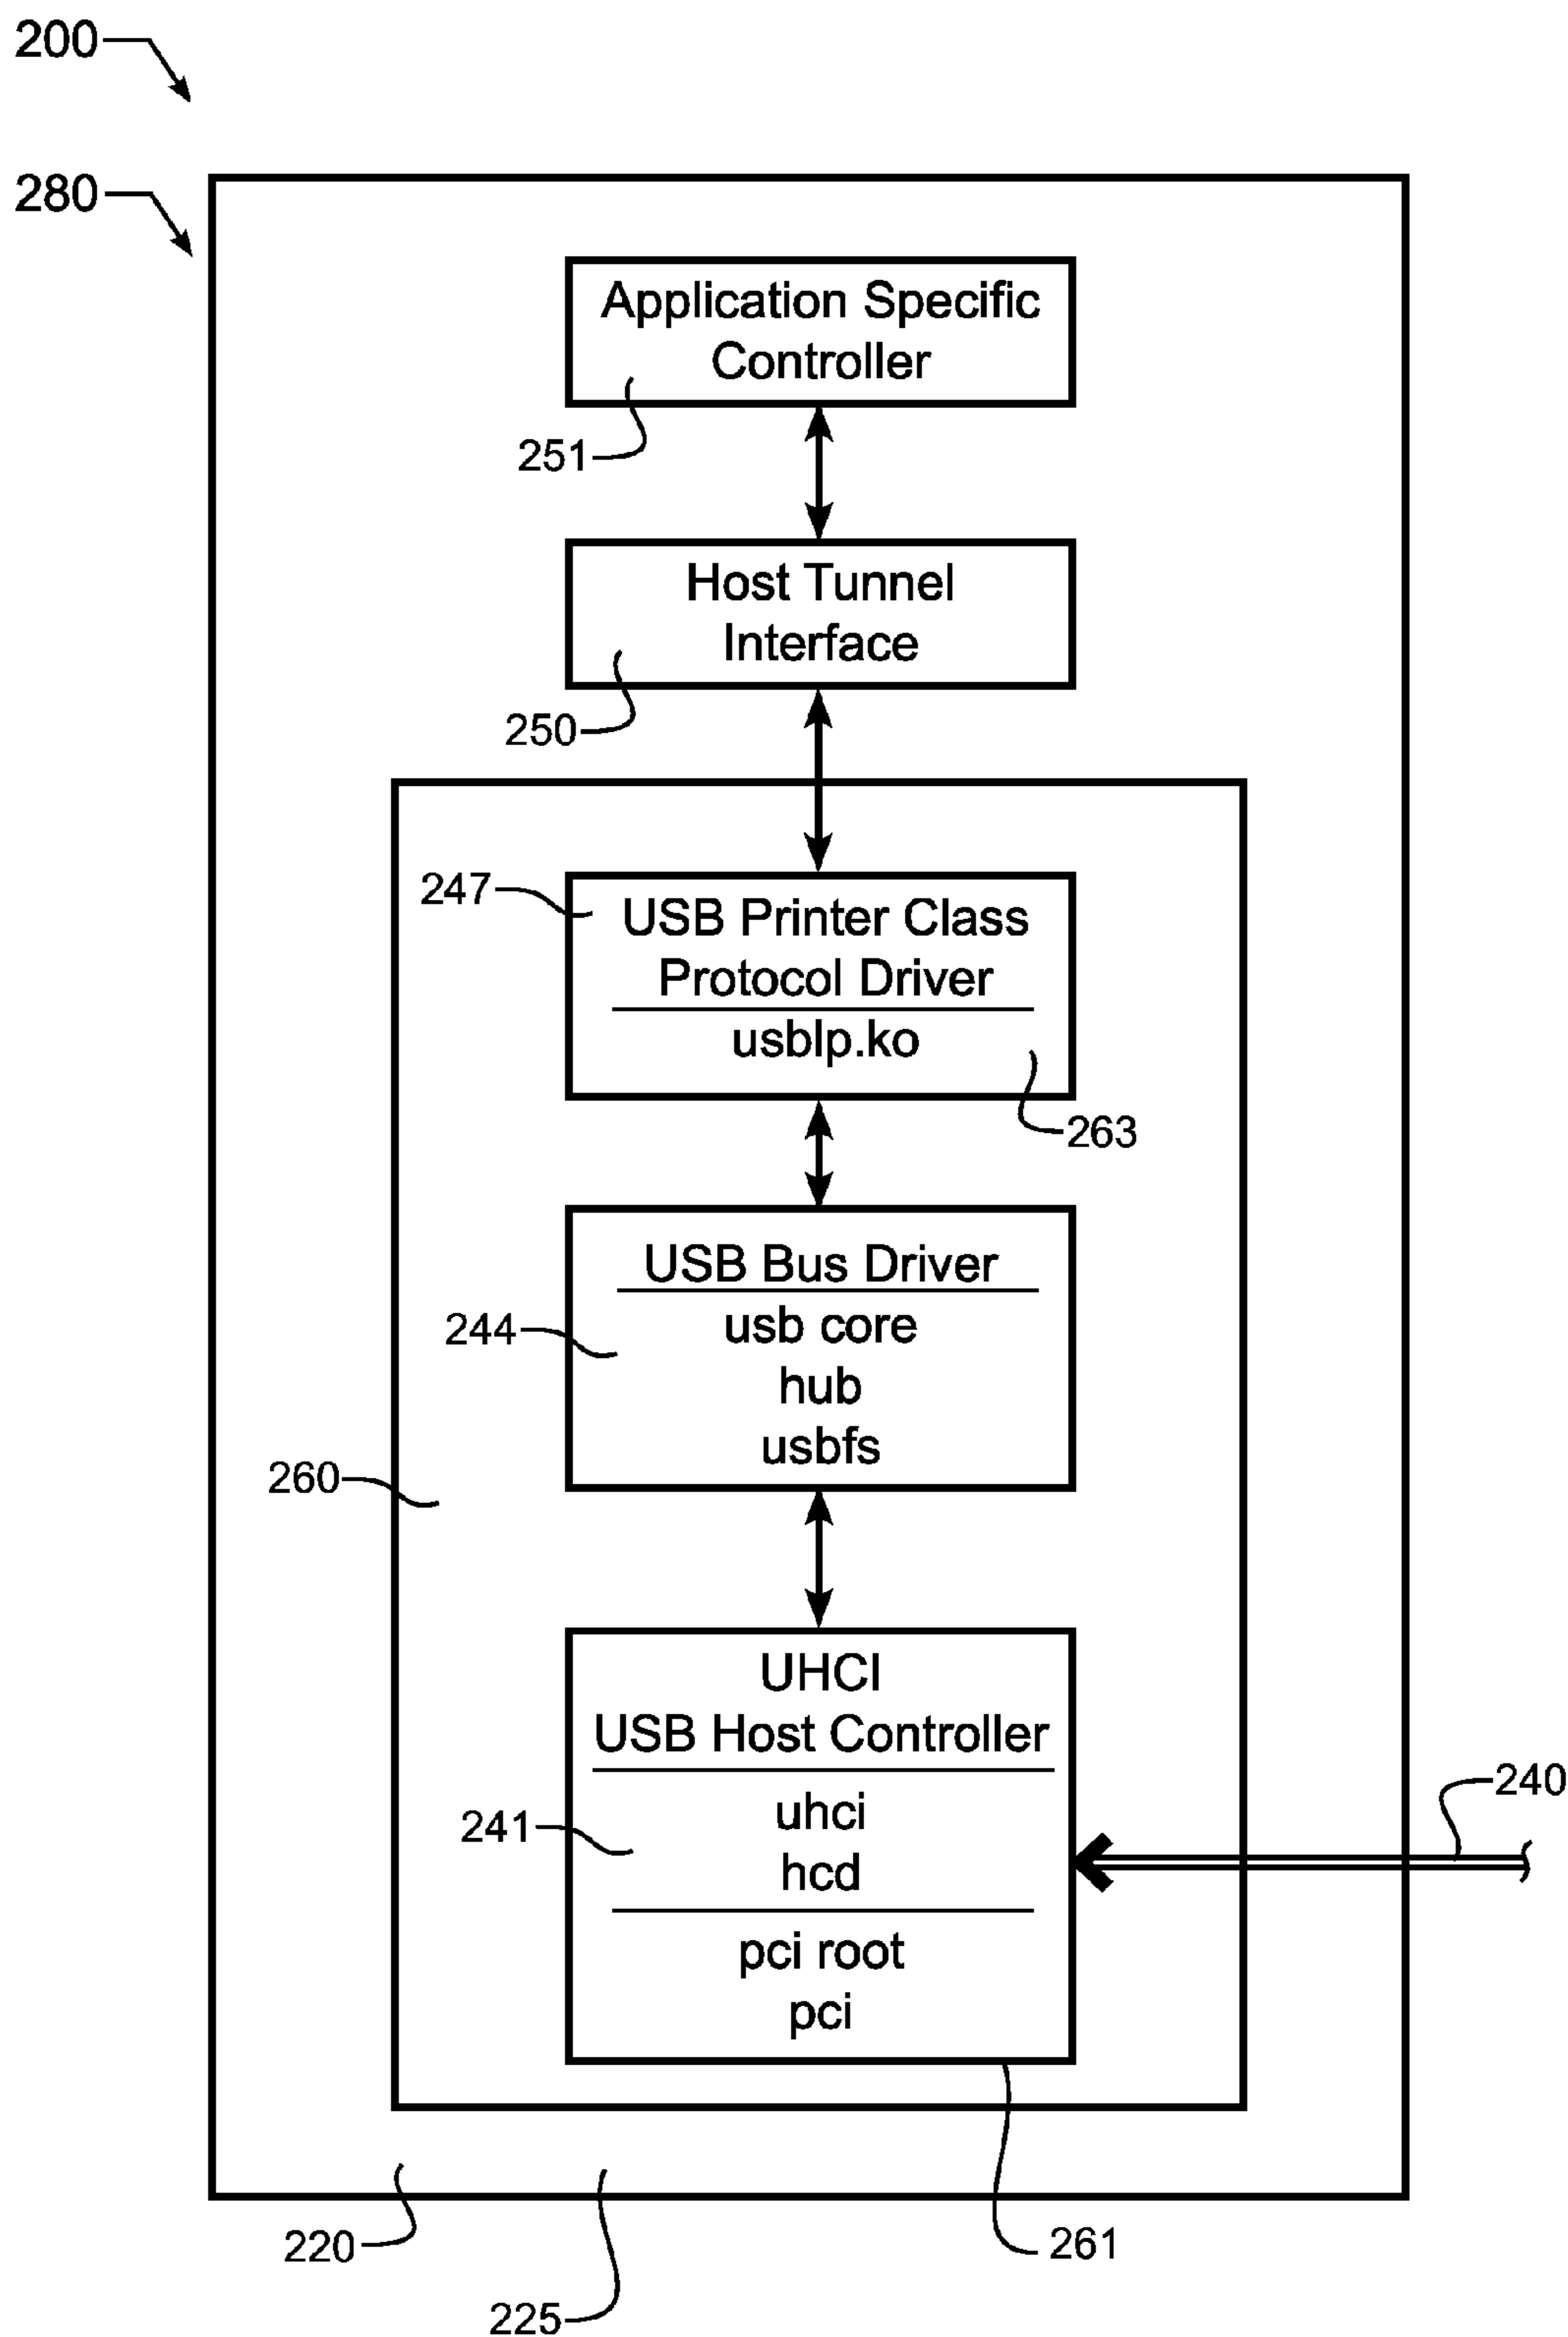 200
280
Application Specific
Controller
251
Host Tunnel
Interface
250
247
USB Printer Class
Protocol Driver
usblp.ko
263
USB Bus Driver
244
usb core
hub
usbfs
260
UHCI
USB Host Controller
240
241
uhci
hcd
pci root
pci
220
261
225